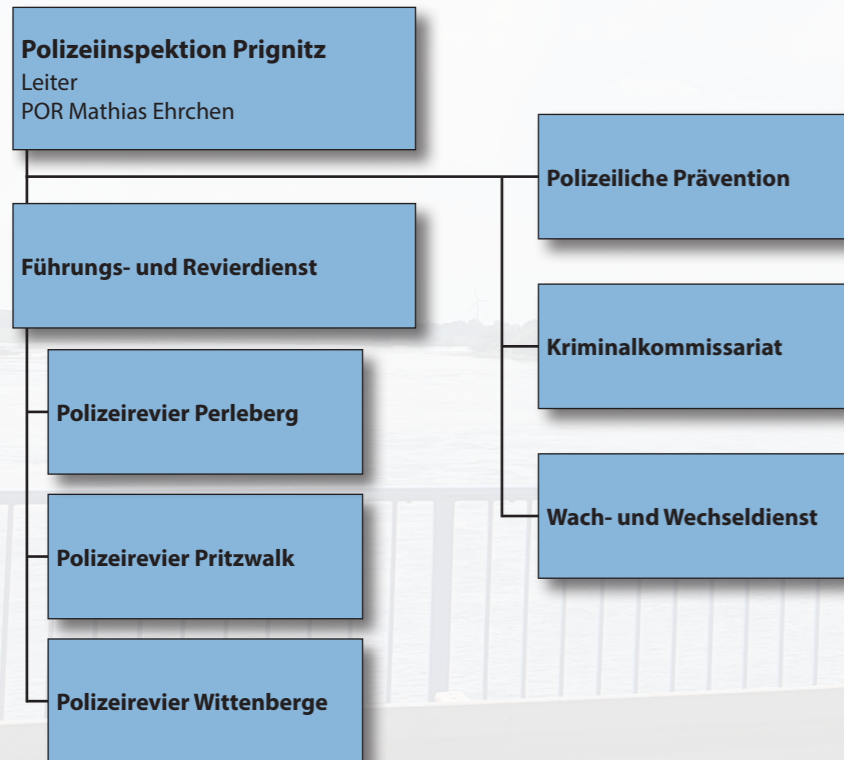 Polizeiinspektion Prignitz
Leiter
POR Mathias Ehrchen
Führungs- und Revierdienst
Polizeirevier Perleberg
Polizeirevier Pritzwalk
Polizeirevier Wittenberge
Polizeiliche Prävention
Kriminalkommissariat
Wach- und Wechseldienst